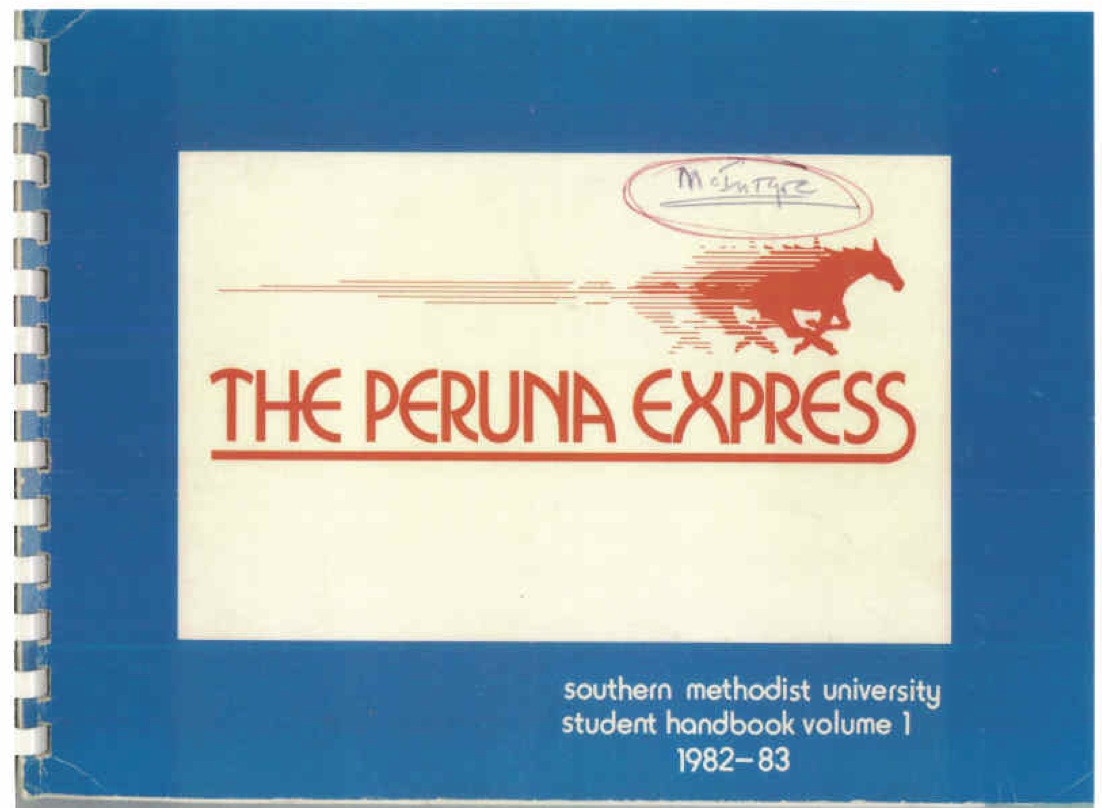 McIntyre
THE PERUNA EXPRESS
southern methodist university
student handbook volume 1
1982-83